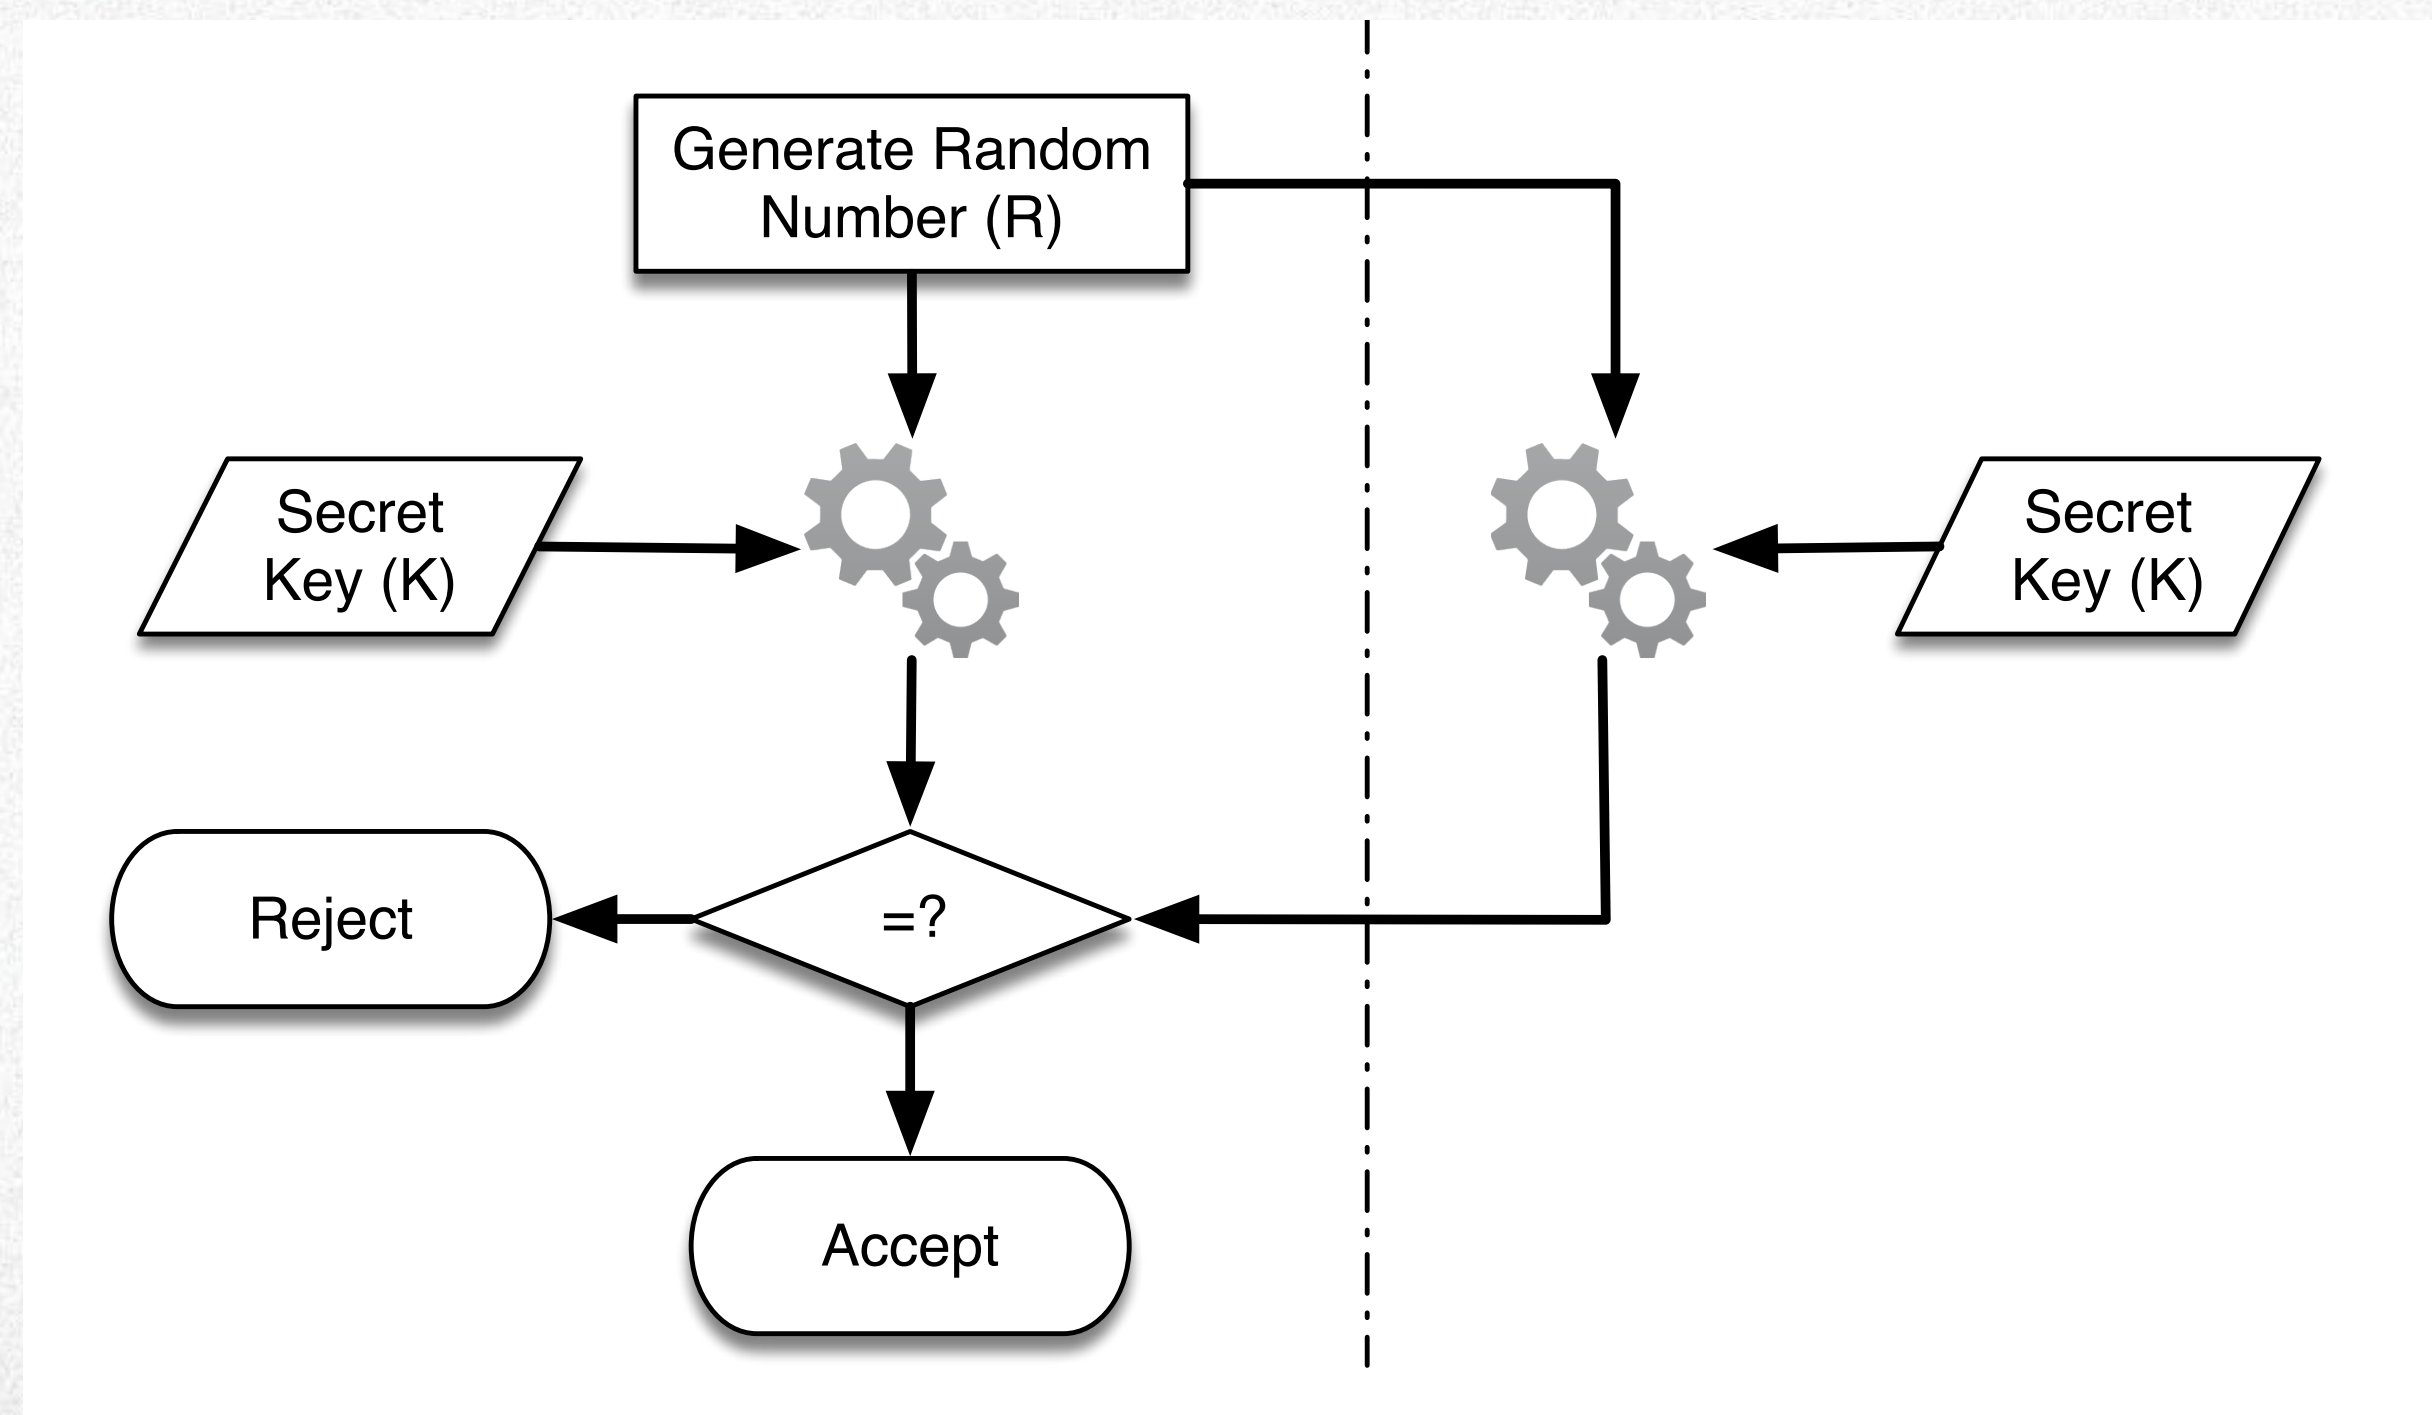 Generate Random
Number (R)
Secret
Key (K)
Secret
Key (K)
Reject
=?
Accept